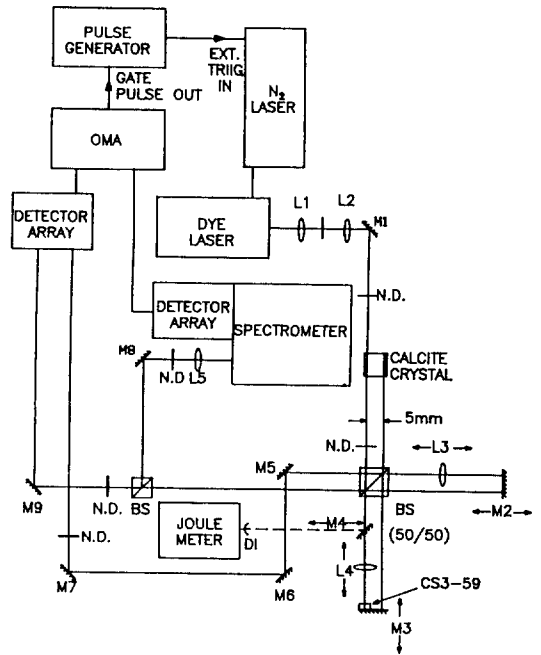 PULSE
GENERATOR
EXT.
TRIIG.
IN
N2
LASER
GATE
PULSE OUT
OMA
DETECTOR
ARRAY
DYE
LASER
L1
L2
M1
N.D.
DETECTOR
ARRAY
SPECTROMETER
M8
N.D
L5
CALCITE
CRYSTAL
5mm
N.D.
L3
M5
M9
N.D.
BS
BS
(50/50)
M2
JOULE
METER
DI
M4
N.D.
L4
M7
M6
CS3-59
M3